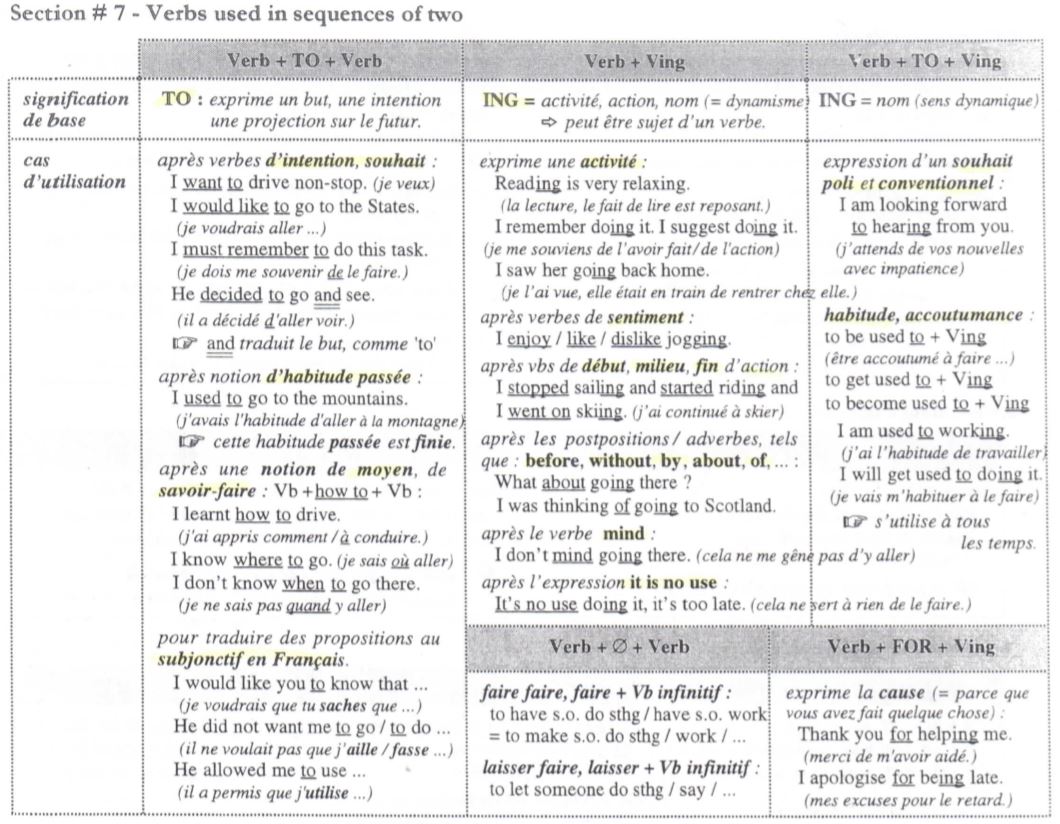 Section # 7 - Verbs used in sequences of two
Verb + TO + Verb
Verb + Ving
Verb + TO + Ving
signification
de base
TO : exprime un but, une intention
une projection sur le futur.
ING = activité, action, nom (= dynamisme)
⇨ peut être sujet d'un verbe.
ING = nom (sens dynamique)
cas
d'utilisation
après verbes d'intention, souhait :
I want to drive non-stop. (je veux)
I would like to go to the States.
(je voudrais aller ...)
I must remember to do this task.
(je dois me souvenir de le faire.)
He decided to go and see.
(il a décidé d'aller voir.)
☞ and traduit le but, comme 'to'
après notion d'habitude passée :
I used to go to the mountains.
(j'avais l'habitude d'aller à la montagne)
☞ cette habitude passée est finie.
après une notion de moyen, de
savoir-faire : Vb +how to + Vb :
I learnt how to drive.
(j'ai appris comment / à conduire.)
I know where to go. (je sais où aller)
I don't know when to go there.
(je ne sais pas quand y aller)
pour traduire des propositions au
subjonctif en Français.
I would like you to know that ...
(je voudrais que tu saches que ...)
He did not want me to go / to do ...
(il ne voulait pas que j'aille / fasse ...)
He allowed me to use ...
(il a permis que j'utilise ...)
exprime une activité :
Reading is very relaxing.
(la lecture, le fait de lire est reposant.)
I remember doing it. I suggest doing it.
(je me souviens de l'avoir fait/ de l'action)
I saw her going back home.
(je l'ai vue, elle était en train de rentrer chez elle.)
après verbes de sentiment :
I enjoy / like / dislike jogging.
après vbs de début, milieu, fin d'action :
I stopped sailing and started riding and
I went on skiing. (j'ai continué à skier)
après les postpositions / adverbes, tels
que : before, without, by, about, of, ... :
What about going there ?
I was thinking of going to Scotland.
après le verbe mind :
I don't mind going there. (cela ne me gêne pas d'y aller)
après l'expression it is no use :
It's no use doing it, it's too late. (cela ne sert à rien de le faire.)
expression d'un souhait
poli et conventionnel :
I am looking forward
to hearing from you.
(j'attends de vos nouvelles
avec impatience)
habitude, accoutumance :
to be used to + Ving
(être accoutumé à faire ...)
to get used to + Ving
to become used to + Ving
I am used to working.
(j'ai l'habitude de travailler)
I will get used to doing it.
(je vais m'habituer à le faire)
☞ s'utilise à tous
les temps.
Verb + Ø + Verb
Verb + FOR + Ving
faire faire, faire + Vb infinitif :
to have s.o. do sthg / have s.o. work
= to make s.o. do sthg / work / ...
laisser faire, laisser + Vb infinitif :
to let someone do sthg / say / ...
exprime la cause (= parce que
vous avez fait quelque chose) :
Thank you for helping me.
(merci de m'avoir aidé.)
I apologise for being late.
(mes excuses pour le retard.)